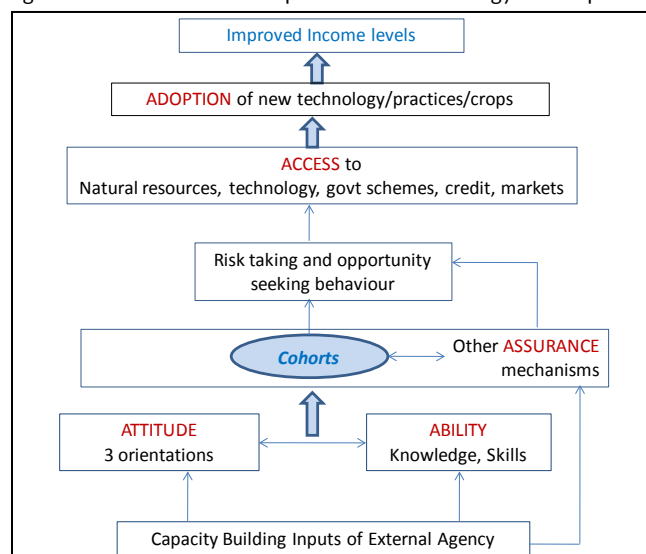 Improved Income levels
ADOPTION of new technology/practices/crops
ACCESS to
Natural resources, technology, govt schemes, credit, markets
Risk taking and opportunity
seeking behaviour
Cohorts
Other ASSURANCE
mechanisms
ATTITUDE
3 orientations
ABILITY
Knowledge, Skills
Capacity Building Inputs of External Agency